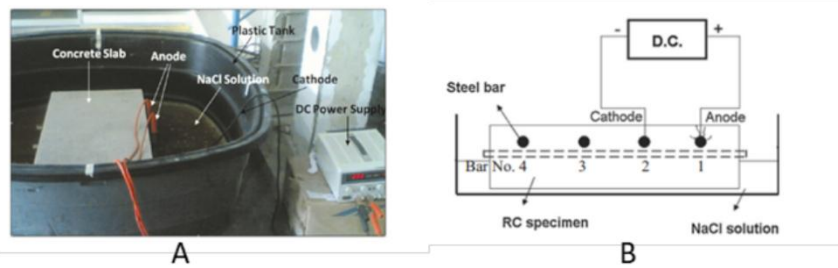 Plastic Tank
Concrete Slab
Anode
NaCl Solution
Cathode
DC Power Supply
A
- D.C. +
Steel bar
Cathode
Anode
Bar No. 4 3 2 1
RC specimen
NaCl solution
B